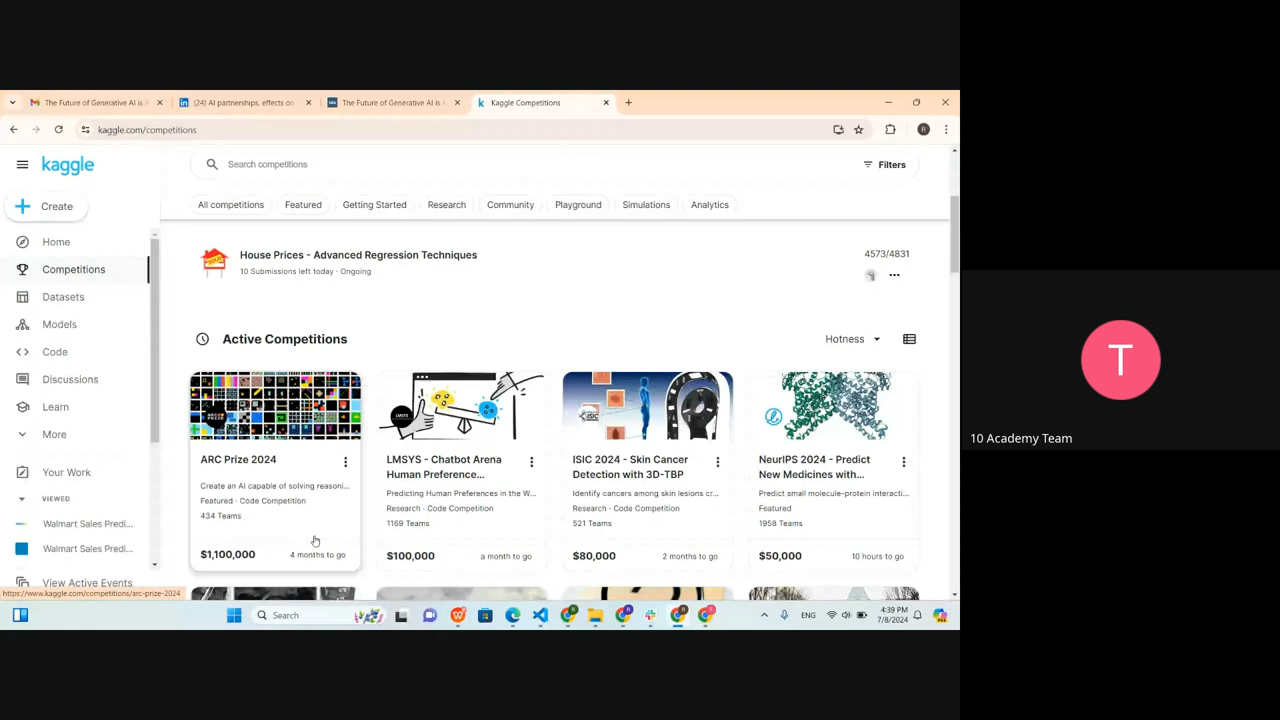 The Future of Generative AI is A
(24) AI partnerships, effects on
The Future of Generative AI is A
Kaggle Competitions
kaggle.com/competitions
R
kaggle
Search competitions
Filters
Create
All competitions
Featured
Getting Started
Research
Community
Playground
Simulations
Analytics
Home
Competitions
Datasets
Models
Code
Discussions
Learn
More
Your Work
VIEWED
Walmart Sales Predi...
Walmart Sales Predi...
View Active Events
House Prices - Advanced Regression Techniques
10 Submissions left today · Ongoing
4573/4831
Active Competitions
Hotness
ARC Prize 2024
Create an AI capable of solving reasoni...
Featured · Code Competition
434 Teams
$1,100,000
4 months to go
LMSYS
LMSYS - Chatbot Arena
Human Preference...
Predicting Human Preferences in the W...
Research · Code Competition
1169 Teams
$100,000
a month to go
ISIC
ISIC 2024 - Skin Cancer
Detection with 3D-TBP
Identify cancers among skin lesions cr...
Research · Code Competition
521 Teams
$80,000
2 months to go
NeurIPS 2024 - Predict
New Medicines with...
Predict small molecule-protein interacti...
Featured
1958 Teams
$50,000
10 hours to go
https://www.kaggle.com/competitions/arc-prize-2024
Search
ENG
4:39 PM
7/8/2024
T
10 Academy Team